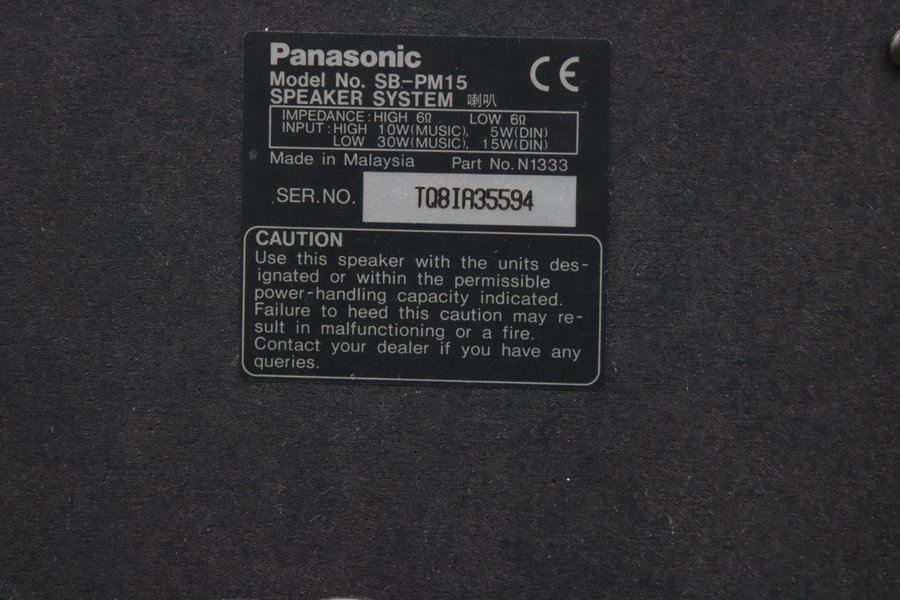 Panasonic
CE
Model No. SB-PM15
SPEAKER SYSTEM 喇叭
IMPEDANCE: HIGH 6Ω LOW 6Ω
INPUT: HIGH 10W(MUSIC), 5W(DIN)
LOW 30W(MUSIC), 15W(DIN)
Made in Malaysia Part No. N1333
SER.NO. TQ8IA35594
CAUTION
Use this speaker with the units des-
ignated or within the permissible
power-handling capacity indicated.
Failure to heed this caution may re-
sult in malfunctioning or a fire.
Contact your dealer if you have any
queries.